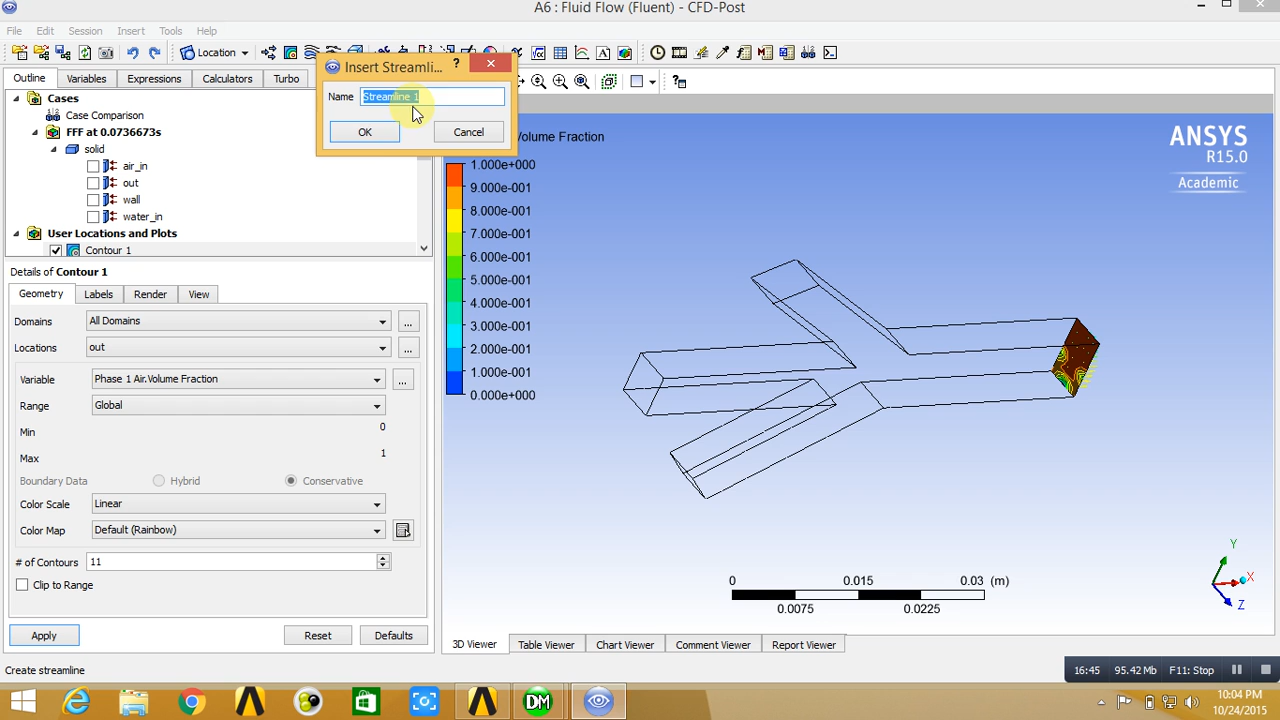 A6 : Fluid Flow (Fluent) - CFD-Post
File Edit Session Insert Tools Help
Location
Outline Variables Expressions Calculators Turbo
Insert Streamli... ?
Name Streamline 1
OK Cancel
Cases
Case Comparison
FFF at 0.0736673s
solid
air_in
out
wall
water_in
User Locations and Plots
Contour 1
Details of Contour 1
Geometry Labels Render View
Domains All Domains ...
Locations out ...
Variable Phase 1 Air.Volume Fraction ...
Range Global
Min 0
Max 1
Boundary Data Hybrid Conservative
Color Scale Linear
Color Map Default (Rainbow)
# of Contours 11
Clip to Range
Apply Reset Defaults
Create streamline
Volume Fraction
1.000e+000
9.000e-001
8.000e-001
7.000e-001
6.000e-001
5.000e-001
4.000e-001
3.000e-001
2.000e-001
1.000e-001
0.000e+000
ANSYS
R15.0
Academic
0 0.015 0.03 (m)
0.0075 0.0225
Y
X
Z
3D Viewer Table Viewer Chart Viewer Comment Viewer Report Viewer
16:45 95.42 Mb F11: Stop
DM
10:04 PM
10/24/2015